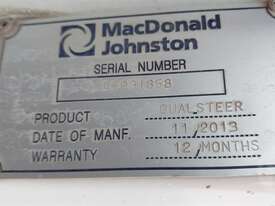 MacDonald
Johnston
SERIAL NUMBER
PRODUCT DUALSTEER
DATE OF MANF. 11/2013
WARRANTY 12 MONTHS